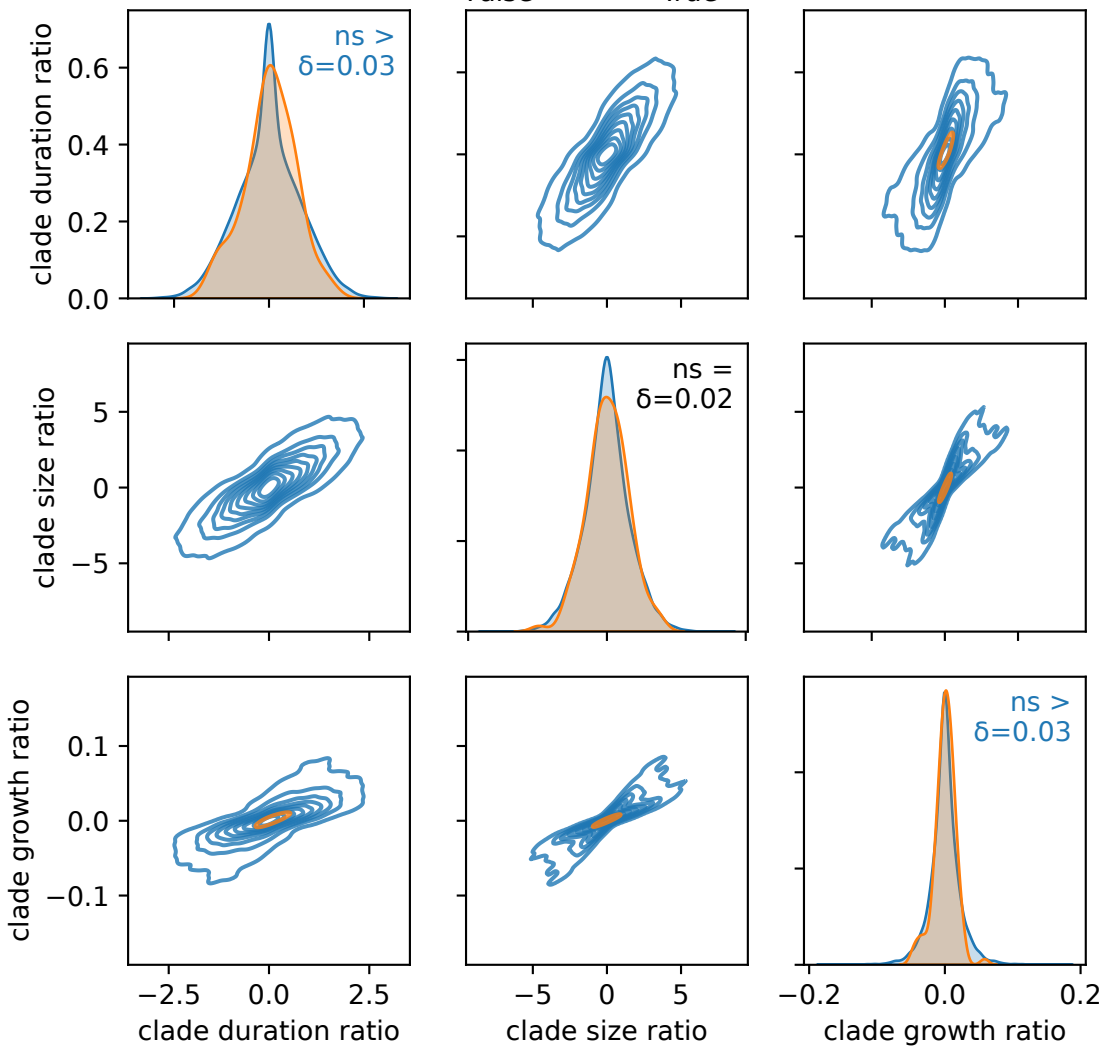 clade duration ratio
0.6
0.4
0.2
0.0
ns >
δ=0.03
clade size ratio
5
0
−5
ns =
δ=0.02
clade growth ratio
0.1
0.0
−0.1
ns >
δ=0.03
−2.5 0.0 2.5
−5 0 5
−0.2 0.0 0.2
clade duration ratio
clade size ratio
clade growth ratio